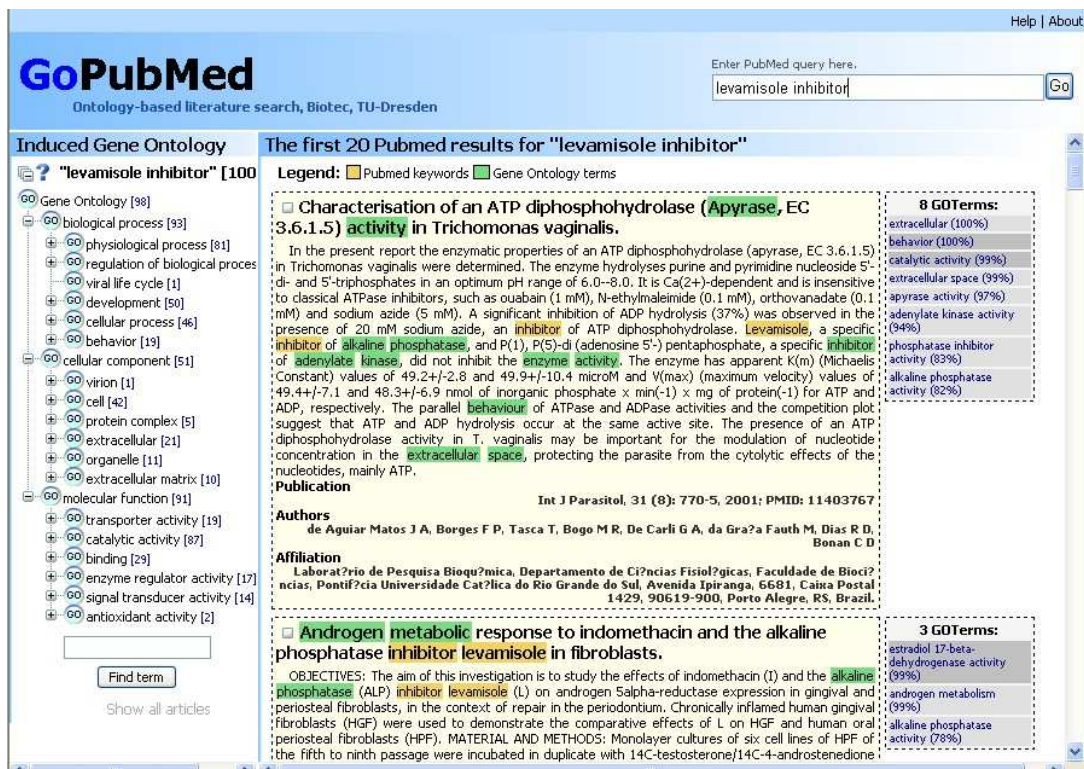 Help | About
GoPubMed
Ontology-based literature search, Biotec, TU-Dresden
Enter PubMed query here.
levamisole inhibitor
Go
Induced Gene Ontology
"levamisole inhibitor" [100
GO Gene Ontology [98]
GO biological process [93]
GO physiological process [81]
GO regulation of biological proces
GO viral life cycle [1]
GO development [50]
GO cellular process [46]
GO behavior [19]
GO cellular component [51]
GO virion [1]
GO cell [42]
GO protein complex [5]
GO extracellular [21]
GO organelle [11]
GO extracellular matrix [10]
GO molecular function [91]
GO transporter activity [19]
GO catalytic activity [87]
GO binding [29]
GO enzyme regulator activity [17]
GO signal transducer activity [14]
GO antioxidant activity [2]
Find term
Show all articles
The first 20 Pubmed results for "levamisole inhibitor"
Legend: Pubmed keywords Gene Ontology terms
Characterisation of an ATP diphosphohydrolase (Apyrase, EC
3.6.1.5) activity in Trichomonas vaginalis.
In the present report the enzymatic properties of an ATP diphosphohydrolase (apyrase, EC 3.6.1.5)
in Trichomonas vaginalis were determined. The enzyme hydrolyses purine and pyrimidine nucleoside 5'-
di- and 5'-triphosphates in an optimum pH range of 6.0--8.0. It is Ca(2+)-dependent and is insensitive
to classical ATPase inhibitors, such as ouabain (1 mM), N-ethylmaleimide (0.1 mM), orthovanadate (0.1
mM) and sodium azide (5 mM). A significant inhibition of ADP hydrolysis (37%) was observed in the
presence of 20 mM sodium azide, an inhibitor of ATP diphosphohydrolase. Levamisole, a specific
inhibitor of alkaline phosphatase, and P(1), P(5)-di (adenosine 5'-) pentaphosphate, a specific inhibitor
of adenylate kinase, did not inhibit the enzyme activity. The enzyme has apparent K(m) (Michaelis
Constant) values of 49.2+/-2.8 and 49.9+/-10.4 microM and V(max) (maximum velocity) values of
49.4+/-7.1 and 48.3+/-6.9 nmol of inorganic phosphate x min(-1) x mg of protein(-1) for ATP and
ADP, respectively. The parallel behaviour of ATPase and ADPase activities and the competition plot
suggest that ATP and ADP hydrolysis occur at the same active site. The presence of an ATP
diphosphohydrolase activity in T. vaginalis may be important for the modulation of nucleotide
concentration in the extracellular space, protecting the parasite from the cytolytic effects of the
nucleotides, mainly ATP.
Publication
Int J Parasitol, 31 (8): 770-5, 2001; PMID: 11403767
Authors
de Aguiar Matos J A, Borges F P, Tasca T, Bogo M R, De Carli G A, da Gra?a Fauth M, Dias R D,
Bonan C D
Affiliation
Laborat?rio de Pesquisa Bioqu?mica, Departamento de Ci?ncias Fisiol?gicas, Faculdade de Bioci?
ncias, Pontif?cia Universidade Cat?lica do Rio Grande do Sul, Avenida Ipiranga, 6681, Caixa Postal
1429, 90619-900, Porto Alegre, RS, Brazil.
8 GOTerms:
extracellular (100%)
behavior (100%)
catalytic activity (99%)
extracellular space (99%)
apyrase activity (97%)
adenylate kinase activity
(94%)
phosphatase inhibitor
activity (83%)
alkaline phosphatase
activity (82%)
Androgen metabolic response to indomethacin and the alkaline
phosphatase inhibitor levamisole in fibroblasts.
OBJECTIVES: The aim of this investigation is to study the effects of indomethacin (I) and the alkaline
phosphatase (ALP) inhibitor levamisole (L) on androgen 5alpha-reductase expression in gingival and
periosteal fibroblasts, in the context of repair in the periodontium. Chronically inflamed human gingival
fibroblasts (HGF) were used to demonstrate the comparative effects of L on HGF and human oral
periosteal fibroblasts (HPF). MATERIAL AND METHODS: Monolayer cultures of six cell lines of HPF of
the fifth to ninth passage were incubated in duplicate with 14C-testosterone/14C-4-androstenedione
3 GOTerms:
estradiol 17-beta-
dehydrogenase activity
(99%)
androgen metabolism
(99%)
alkaline phosphatase
activity (78%)